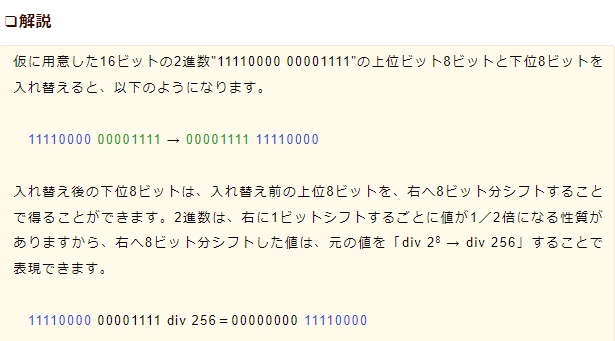 ❏解説
仮に用意した16ビットの2進数"11110000 00001111"の上位ビット8ビットと下位8ビットを
入れ替えると、以下のようになります。
11110000 00001111 → 00001111 11110000
入れ替え後の下位8ビットは、入れ替え前の上位8ビットを、右へ8ビット分シフトすること
で得ることができます。2進数は、右に1ビットシフトするごとに値が1／2倍になる性質が
ありますから、右へ8ビット分シフトした値は、元の値を「div 2⁸ → div 256」することで
表現できます。
11110000 00001111 div 256＝00000000 11110000